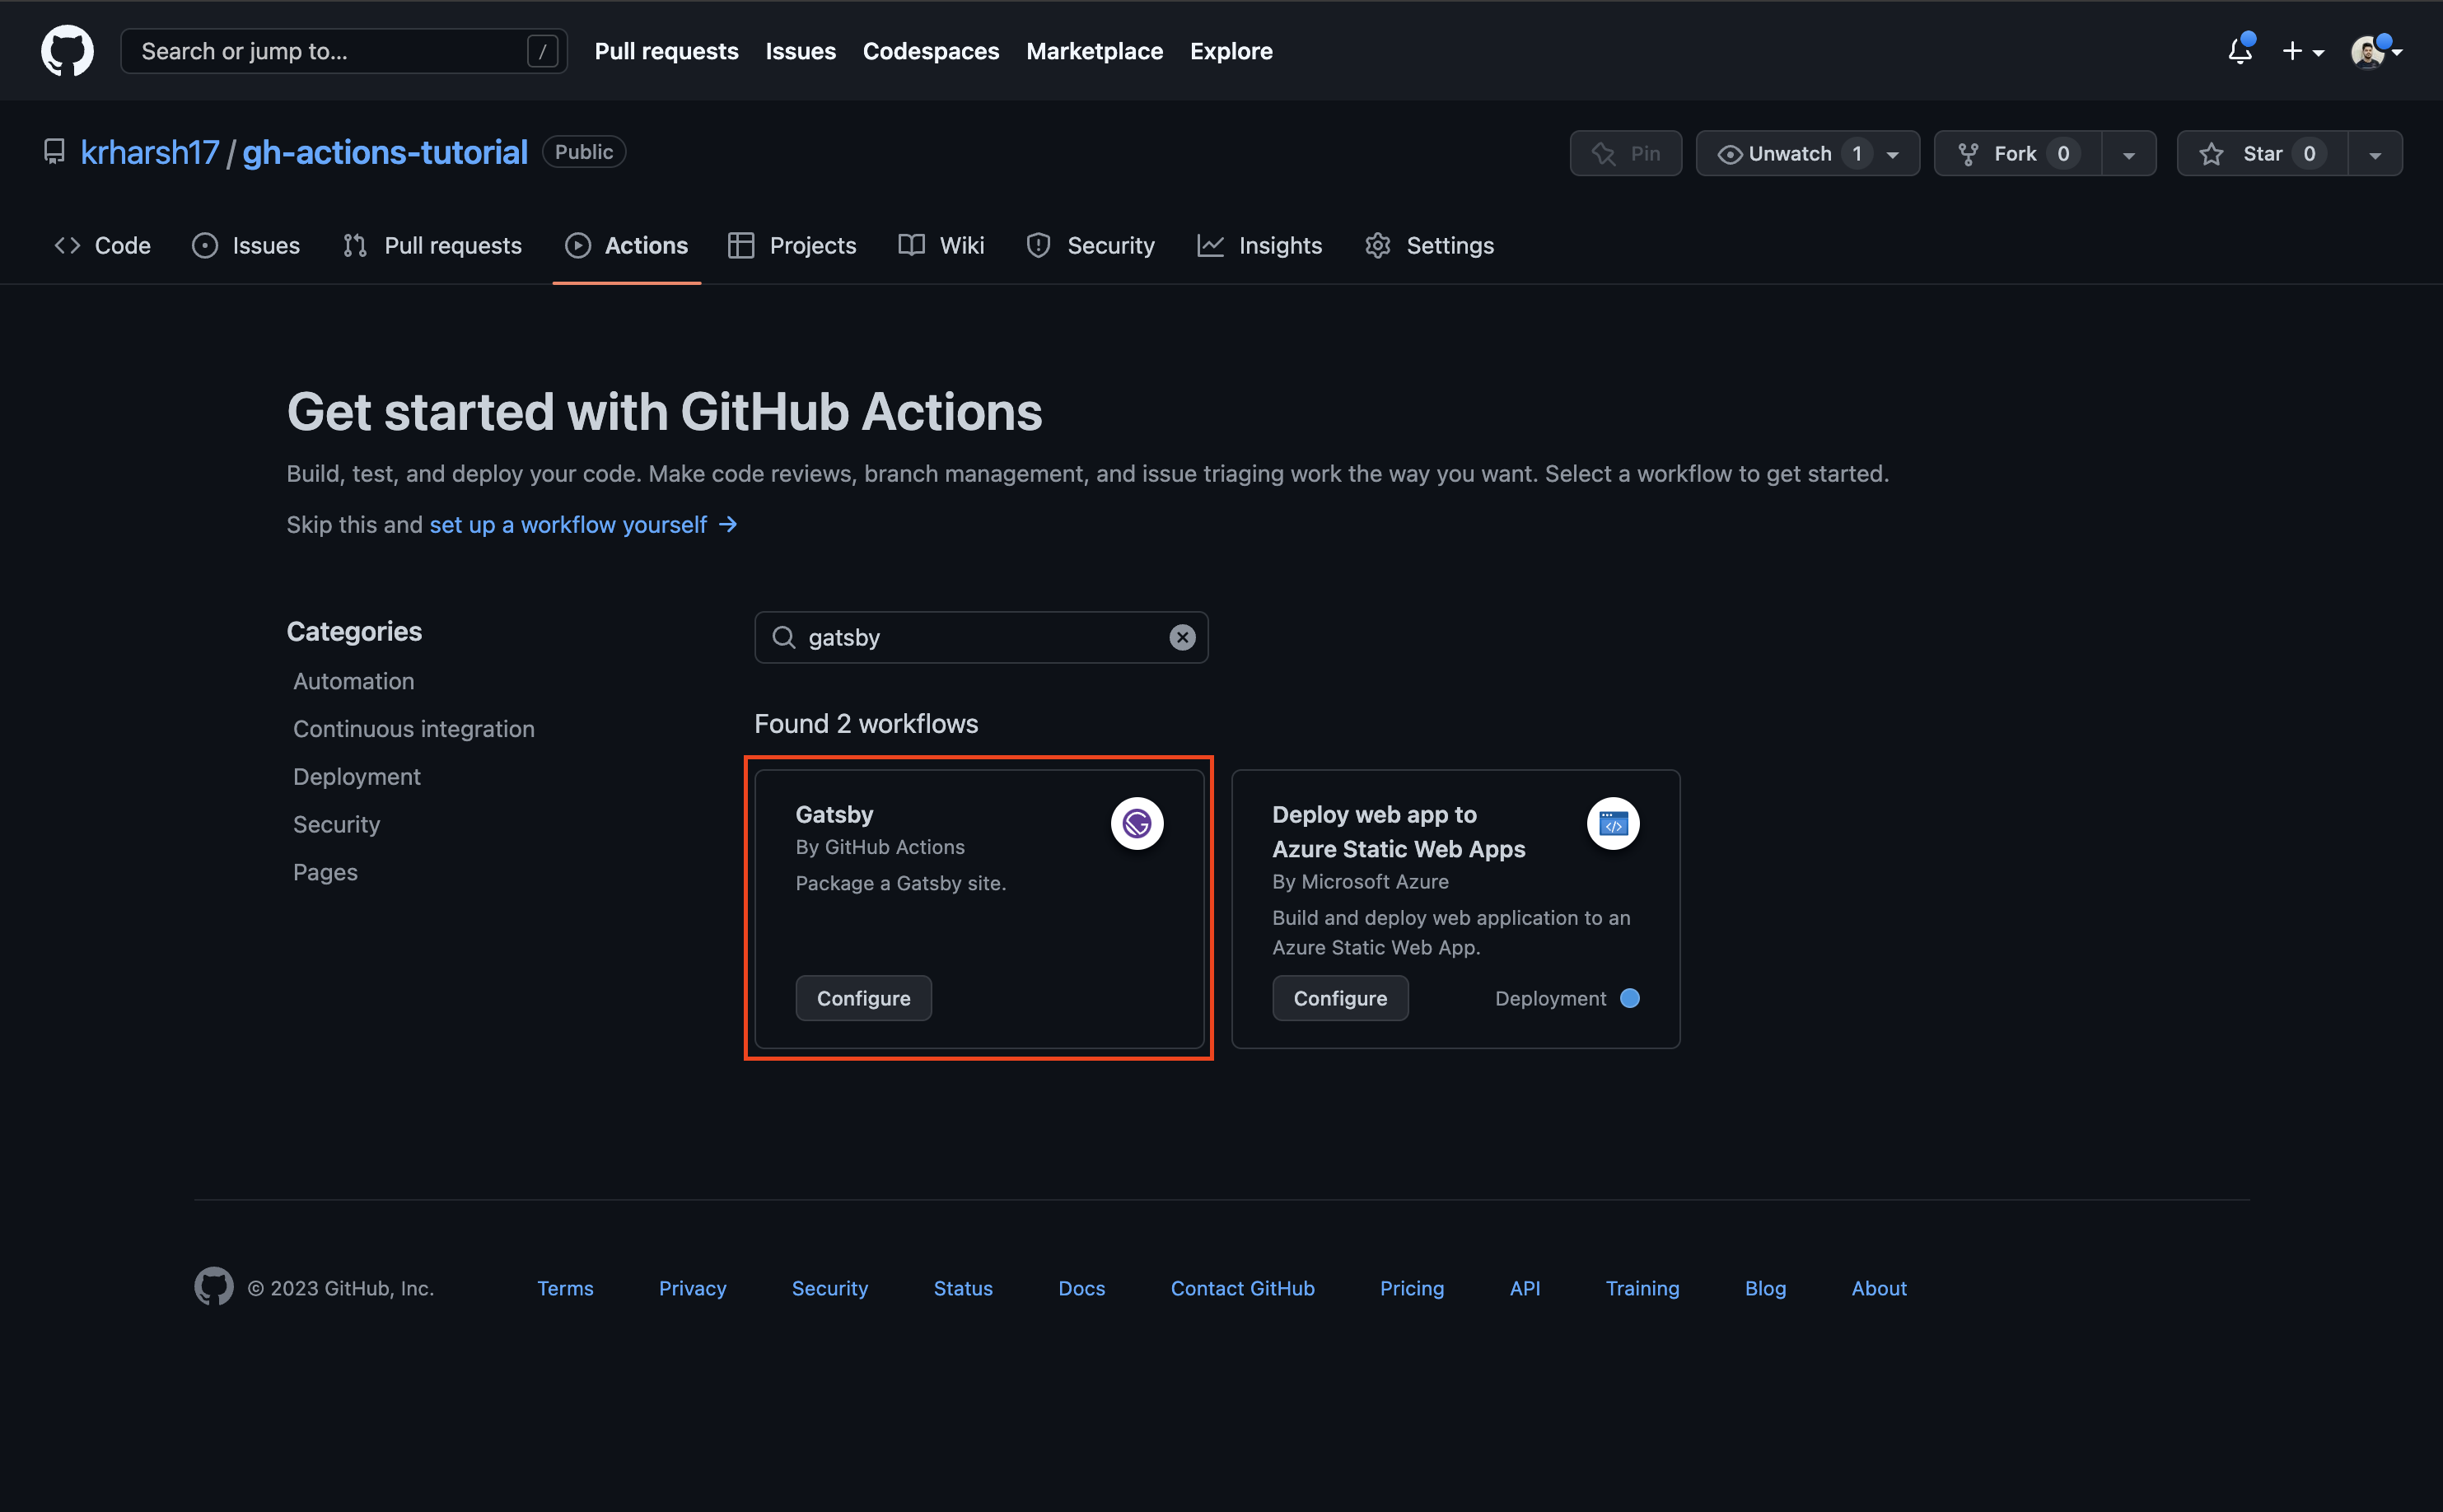 Search or jump to... /
Pull requests
Issues
Codespaces
Marketplace
Explore
krharsh17 / gh-actions-tutorial Public
Pin
Unwatch 1
Fork 0
Star 0
Code
Issues
Pull requests
Actions
Projects
Wiki
Security
Insights
Settings
Get started with GitHub Actions
Build, test, and deploy your code. Make code reviews, branch management, and issue triaging work the way you want. Select a workflow to get started.
Skip this and set up a workflow yourself →
Categories
Automation
Continuous integration
Deployment
Security
Pages
gatsby
Found 2 workflows
Gatsby
By GitHub Actions
Package a Gatsby site.
Configure
Deploy web app to
Azure Static Web Apps
By Microsoft Azure
Build and deploy web application to an
Azure Static Web App.
Configure
Deployment
© 2023 GitHub, Inc.
Terms
Privacy
Security
Status
Docs
Contact GitHub
Pricing
API
Training
Blog
About